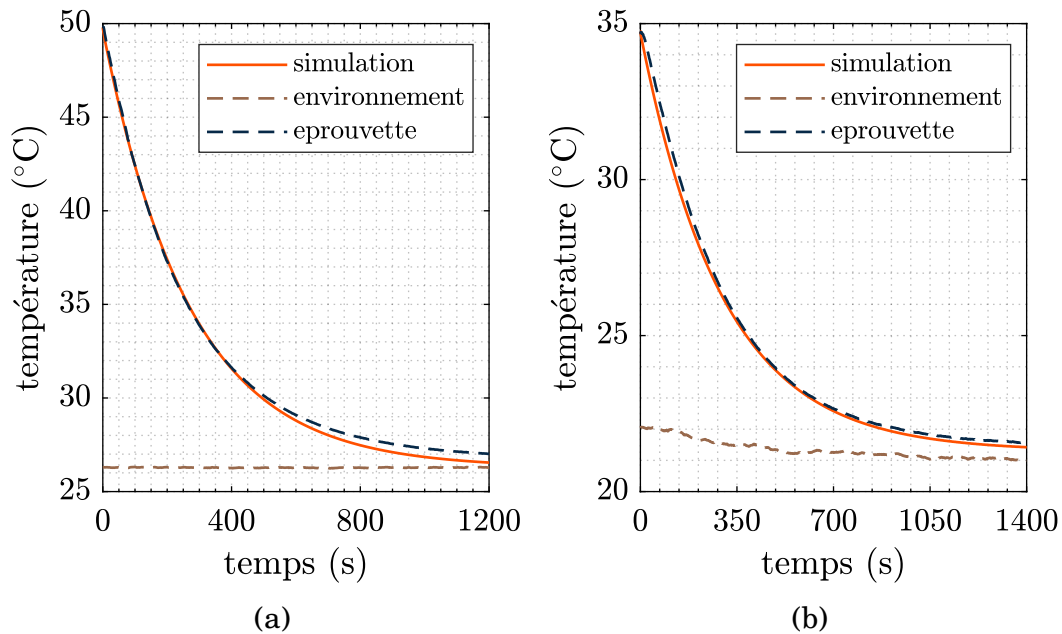 50
45
40
35
30
25
température (°C)
simulation
environnement
eprouvette
0
400
800
1200
temps (s)
(a)
35
30
25
20
température (°C)
simulation
environnement
eprouvette
0
350
700
1050
1400
temps (s)
(b)